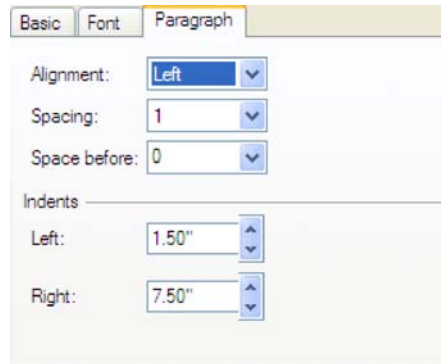 Basic Font Paragraph
Alignment: Left
Spacing: 1
Space before: 0
Indents
Left: 1.50"
Right: 7.50"